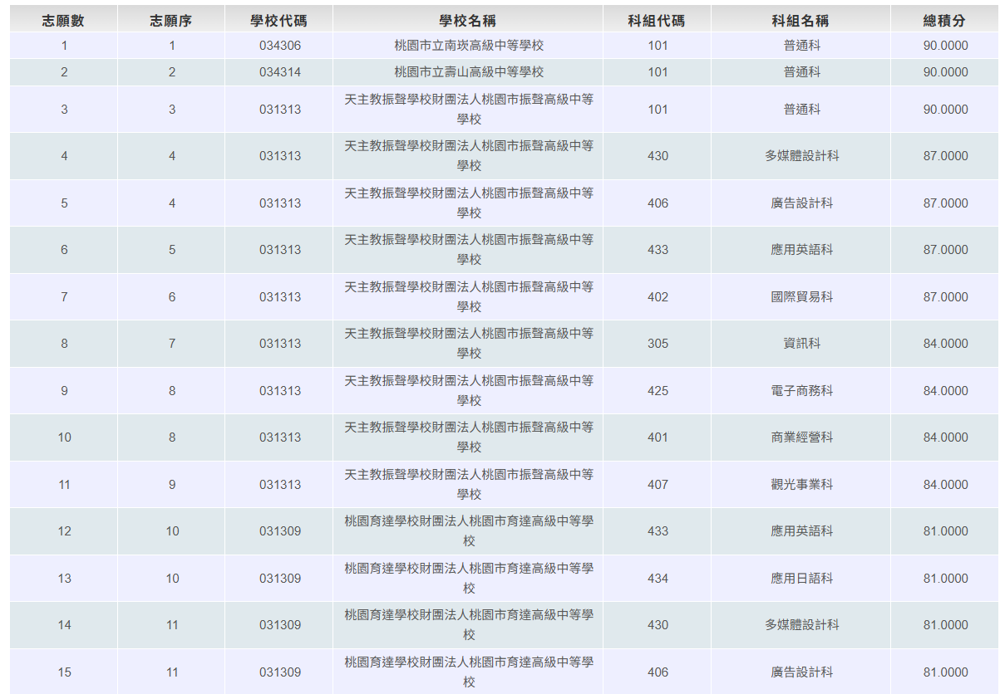 志願數 志願序 學校代碼 學校名稱 科組代碼 科組名稱 總積分
1 1 034306 桃園市立南崁高級中等學校 101 普通科 90.0000
2 2 034314 桃園市立壽山高級中等學校 101 普通科 90.0000
天主教振聲學校財團法人桃園市振聲高級中等
3 3 031313 101 普通科 90.0000
學校
天主教振聲學校財團法人桃園市振聲高級中等
4 4 031313 430 多媒體設計科 87.0000
學校
天主教振聲學校財團法人桃園市振聲高級中等
5 4 031313 406 廣告設計科 87.0000
學校
天主教振聲學校財團法人桃園市振聲高級中等
6 5 031313 433 應用英語科 87.0000
學校
天主教振聲學校財團法人桃園市振聲高級中等
7 6 031313 402 國際貿易科 87.0000
學校
天主教振聲學校財團法人桃園市振聲高級中等
8 7 031313 305 資訊科 84.0000
學校
天主教振聲學校財團法人桃園市振聲高級中等
9 8 031313 425 電子商務科 84.0000
學校
天主教振聲學校財團法人桃園市振聲高級中等
10 8 031313 401 商業經營科 84.0000
學校
天主教振聲學校財團法人桃園市振聲高級中等
11 9 031313 407 觀光事業科 84.0000
學校
桃園育達學校財團法人桃園市育達高級中等學
12 10 031309 433 應用英語科 81.0000
校
桃園育達學校財團法人桃園市育達高級中等學
13 10 031309 434 應用日語科 81.0000
校
桃園育達學校財團法人桃園市育達高級中等學
14 11 031309 430 多媒體設計科 81.0000
校
桃園育達學校財團法人桃園市育達高級中等學
15 11 031309 406 廣告設計科 81.0000
校